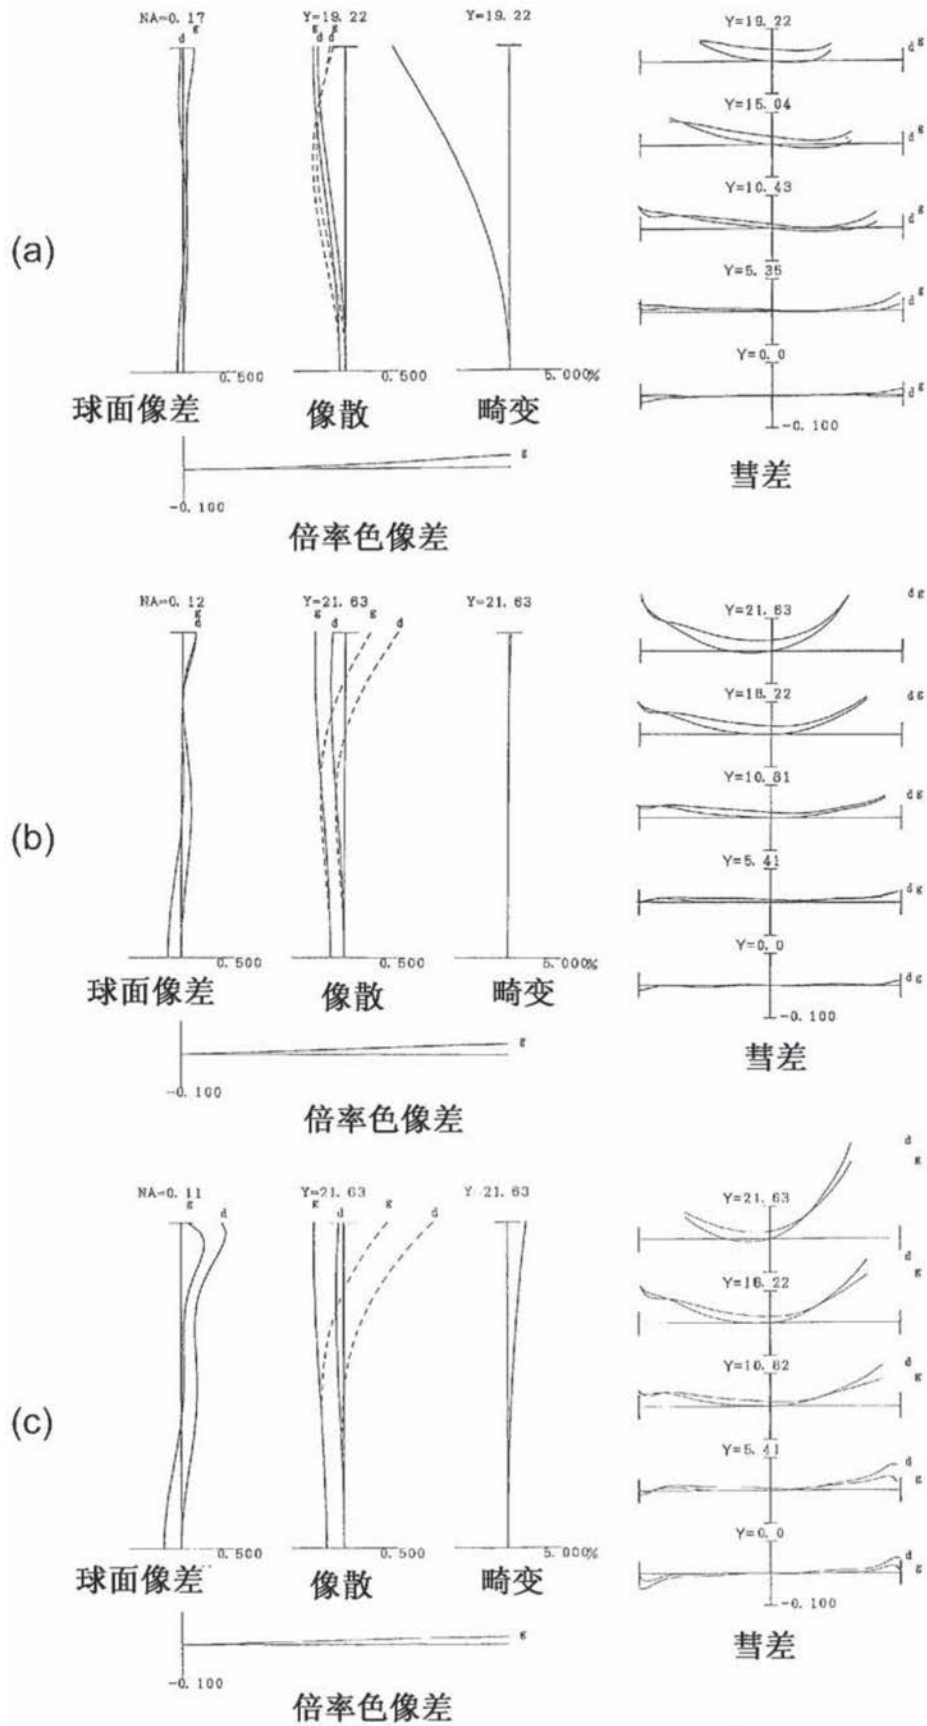 (a)
NA=0.17
g
d
0.500
球面像差
Y=19.22
g d d g
0.500
像散
Y=19.22
5.000%
畸变
g
-0.100
倍率色像差
Y=19.22
d g
Y=15.04
d g
Y=10.43
d g
Y=5.35
d g
Y=0.0
d g
-0.100
彗差
(b)
NA=0.12
g
d
0.500
球面像差
Y=21.63
g d g d
0.500
像散
Y=21.63
5.000%
畸变
g
-0.100
倍率色像差
Y=21.63
d g
Y=18.22
d g
Y=10.81
d g
Y=5.41
d g
Y=0.0
d g
-0.100
彗差
(c)
NA=0.11
g d
0.500
球面像差
Y=21.63
g d g d
0.500
像散
Y=21.63
5.000%
畸变
g
-0.100
倍率色像差
Y=21.63
d
g
Y=18.22
d
g
Y=10.82
d
g
Y=5.41
d
g
Y=0.0
d
g
-0.100
彗差